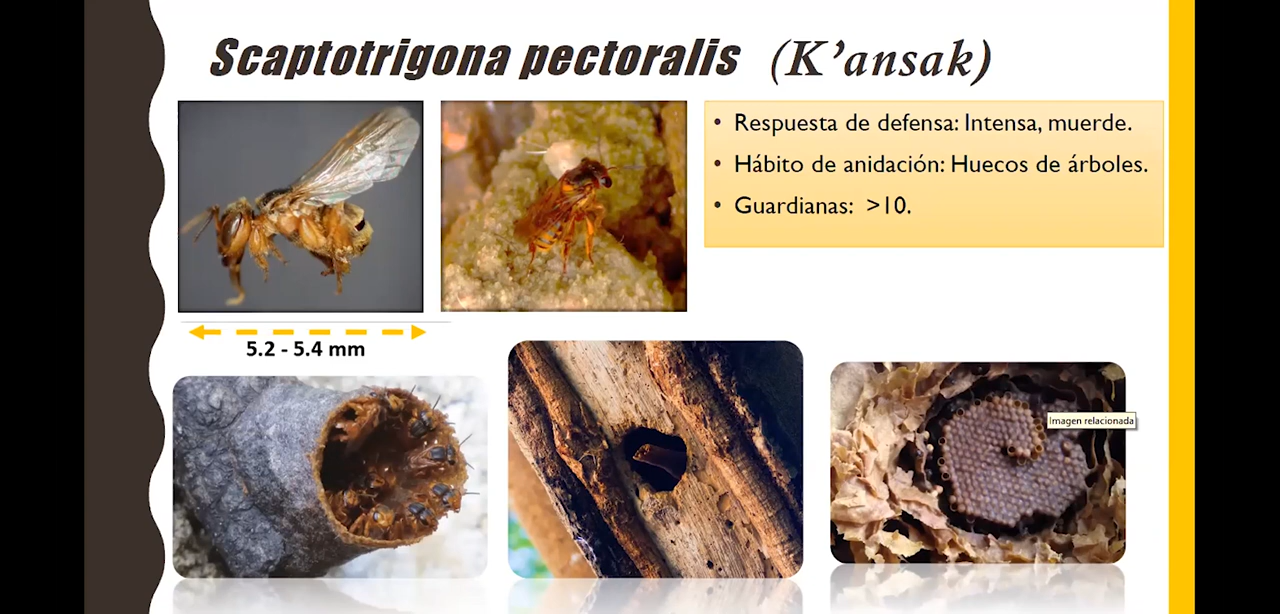 Scaptotrigona pectoralis (K’ansak)
• Respuesta de defensa: Intensa, muerde.
• Hábito de anidación: Huecos de árboles.
• Guardianas: >10.
5.2 - 5.4 mm
Imagen relacionada